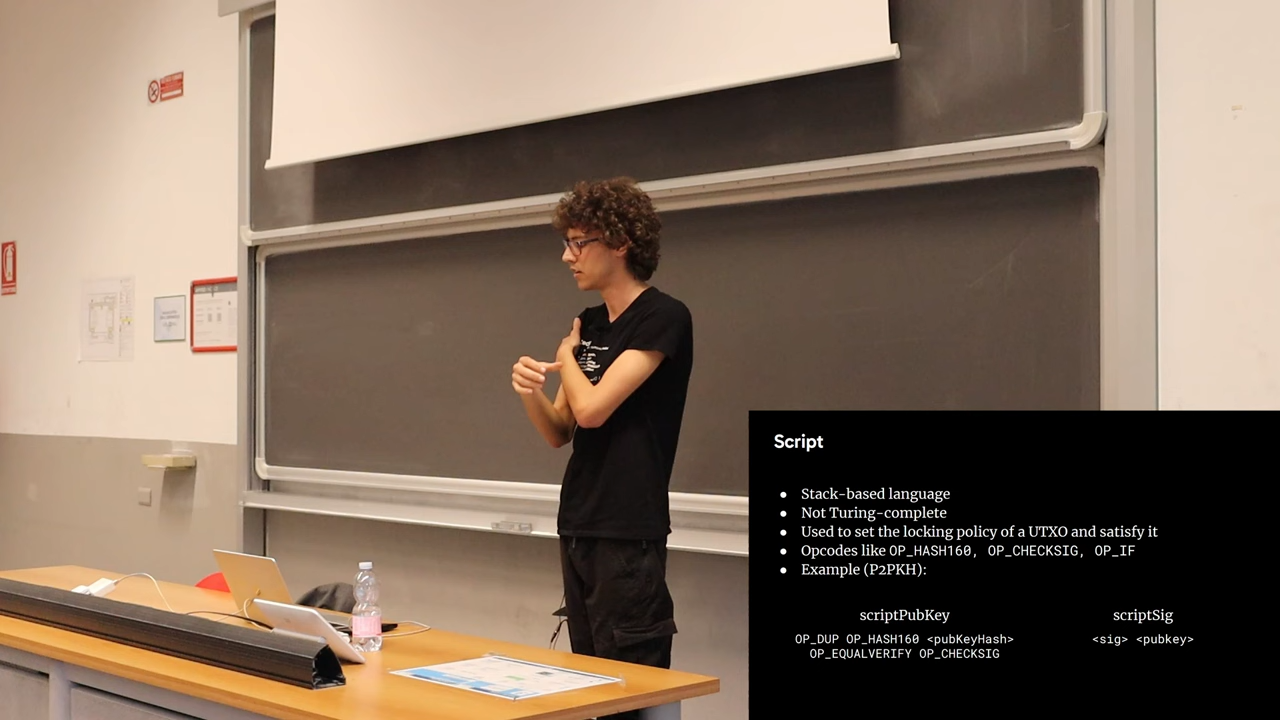 Script
● Stack-based language
● Not Turing-complete
● Used to set the locking policy of a UTXO and satisfy it
● Opcodes like OP_HASH160, OP_CHECKSIG, OP_IF
● Example (P2PKH):
scriptPubKey
OP_DUP OP_HASH160 <pubKeyHash>
OP_EQUALVERIFY OP_CHECKSIG
scriptSig
<sig> <pubkey>